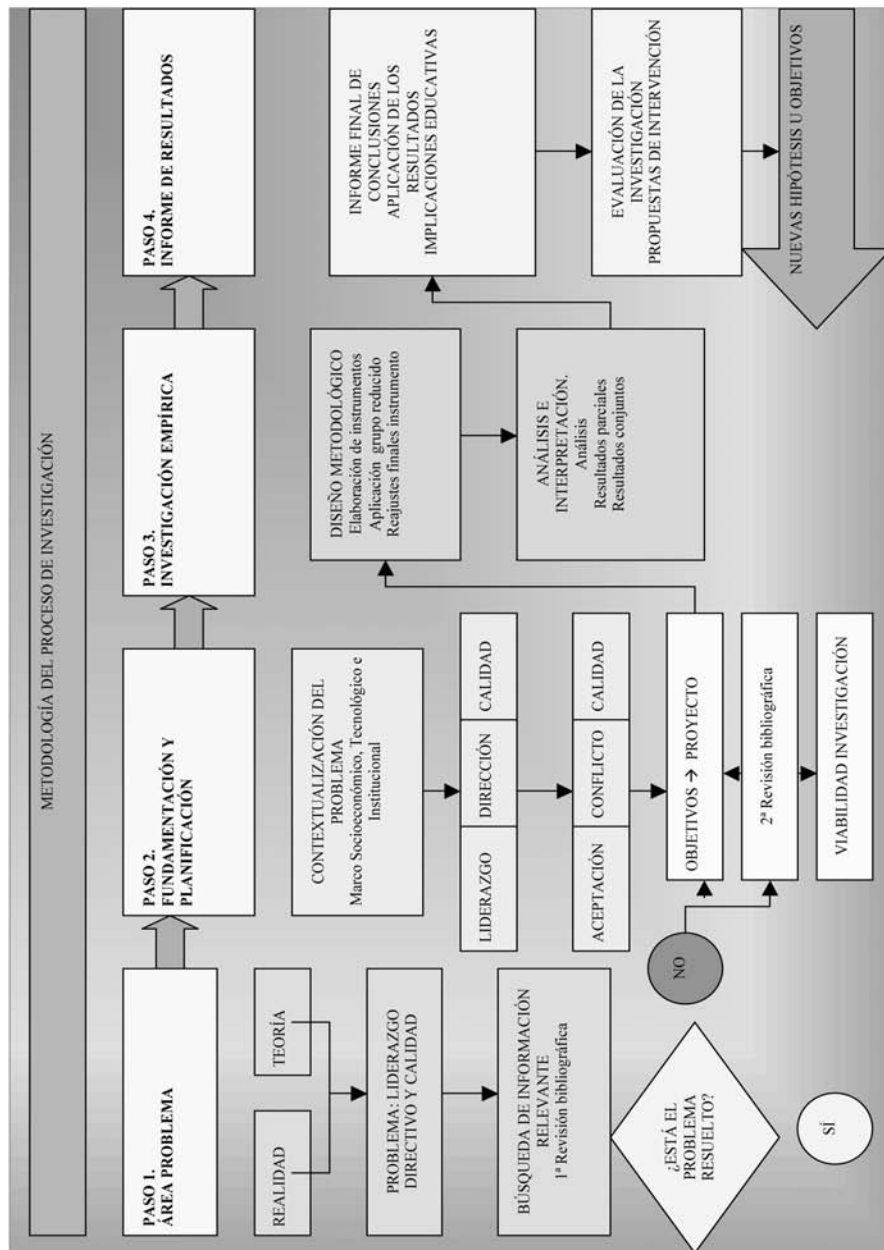 METODOLOGÍA DEL PROCESO DE INVESTIGACIÓN
PASO 1.
ÁREA PROBLEMA
REALIDAD
TEORÍA
PROBLEMA: LIDERAZGO
DIRECTIVO Y CALIDAD
BÚSQUEDA DE INFORMACIÓN
RELEVANTE
1ª Revisión bibliográfica
¿ESTÁ EL
PROBLEMA
RESUELTO?
SÍ
NO
PASO 2.
FUNDAMENTACIÓN Y
PLANIFICACIÓN
CONTEXTUALIZACIÓN DEL
PROBLEMA
Marco Socioeconómico, Tecnológico e
Institucional
LIDERAZGO
DIRECCIÓN
CALIDAD
ACEPTACIÓN
CONFLICTO
CALIDAD
OBJETIVOS → PROYECTO
2ª Revisión bibliográfica
VIABILIDAD INVESTIGACIÓN
PASO 3.
INVESTIGACIÓN EMPÍRICA
DISEÑO METODOLÓGICO
Elaboración de instrumentos
Aplicación grupo reducido
Reajustes finales instrumento
ANÁLISIS E
INTERPRETACIÓN.
Análisis
Resultados parciales
Resultados conjuntos
PASO 4.
INFORME DE RESULTADOS
INFORME FINAL DE
CONCLUSIONES
APLICACIÓN DE LOS
RESULTADOS
IMPLICACIONES EDUCATIVAS
EVALUACIÓN DE LA
INVESTIGACIÓN
PROPUESTAS DE INTERVENCIÓN
NUEVAS HIPÓTESIS U OBJETIVOS